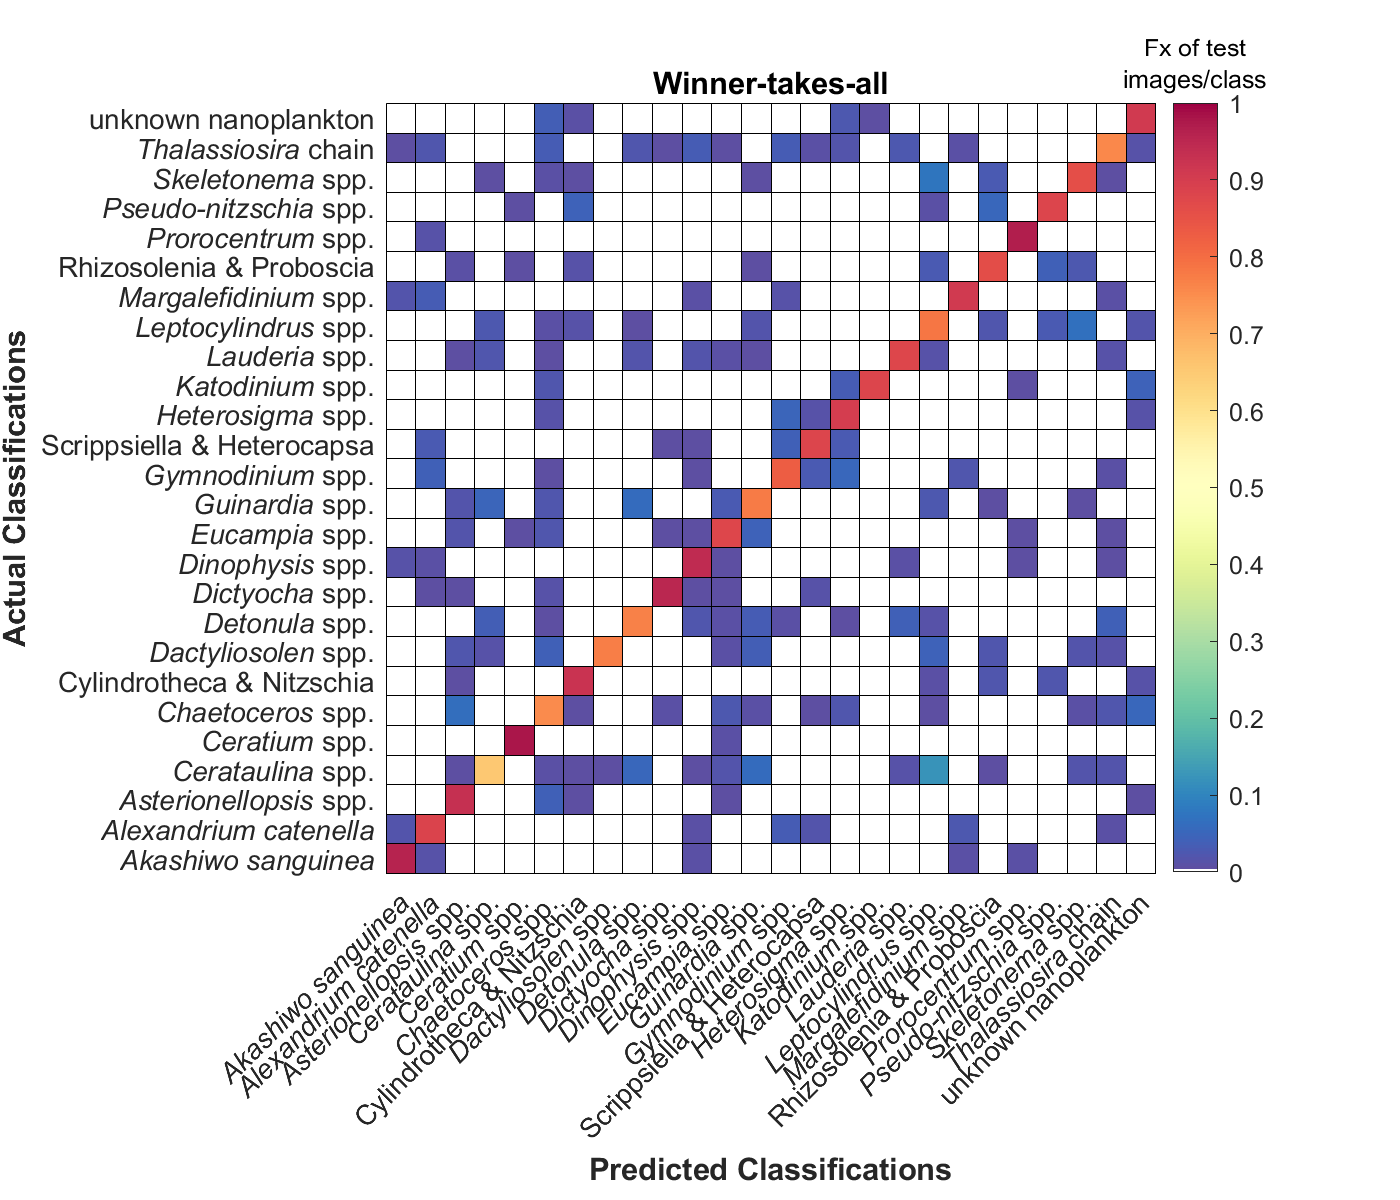 Fx of test
images/class
Winner-takes-all
unknown nanoplankton
Thalassiosira chain
Skeletonema spp.
Pseudo-nitzschia spp.
Prorocentrum spp.
Rhizosolenia & Proboscia
Margalefidinium spp.
Leptocylindrus spp.
Lauderia spp.
Katodinium spp.
Heterosigma spp.
Scrippsiella & Heterocapsa
Gymnodinium spp.
Guinardia spp.
Eucampia spp.
Dinophysis spp.
Dictyocha spp.
Detonula spp.
Dactyliosolen spp.
Cylindrotheca & Nitzschia
Chaetoceros spp.
Ceratium spp.
Cerataulina spp.
Asterionellopsis spp.
Alexandrium catenella
Akashiwo sanguinea
Actual Classifications
1
0.9
0.8
0.7
0.6
0.5
0.4
0.3
0.2
0.1
0
Akashiwo sanguinea
Alexandrium catenella
Asterionellopsis spp.
Cerataulina spp.
Ceratium spp.
Chaetoceros spp.
Cylindrotheca & Nitzschia
Dactyliosolen spp.
Detonula spp.
Dictyocha spp.
Dinophysis spp.
Eucampia spp.
Guinardia spp.
Gymnodinium spp.
Scrippsiella & Heterocapsa
Heterosigma spp.
Katodinium spp.
Lauderia spp.
Leptocylindrus spp.
Margalefidinium spp.
Rhizosolenia & Proboscia
Prorocentrum spp.
Pseudo-nitzschia spp.
Skeletonema spp.
Thalassiosira chain
unknown nanoplankton
Predicted Classifications